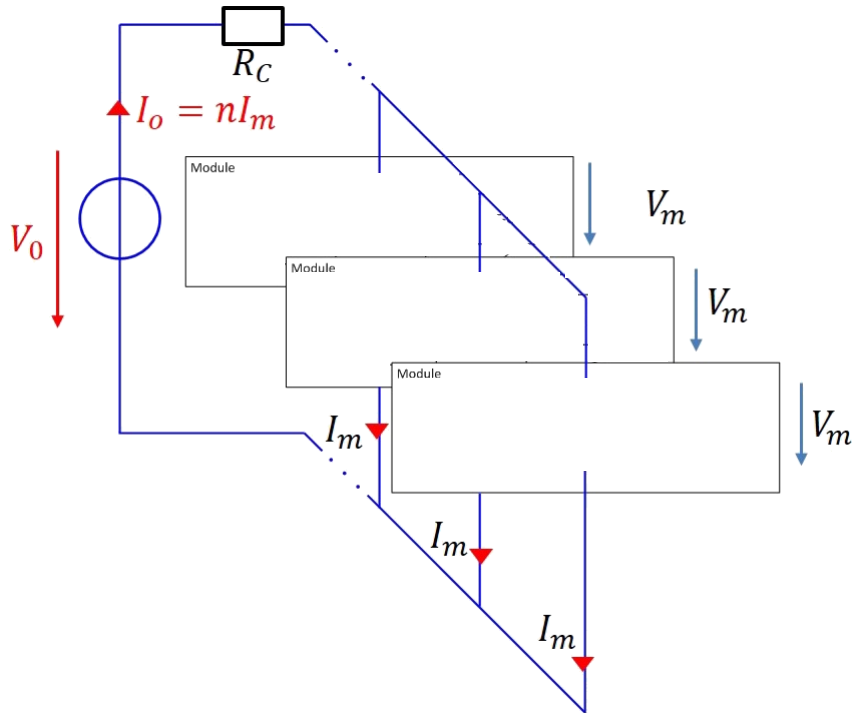 R_C
I_o = nI_m
Module
V_m
V_0
Module
V_m
Module
I_m
V_m
I_m
I_m